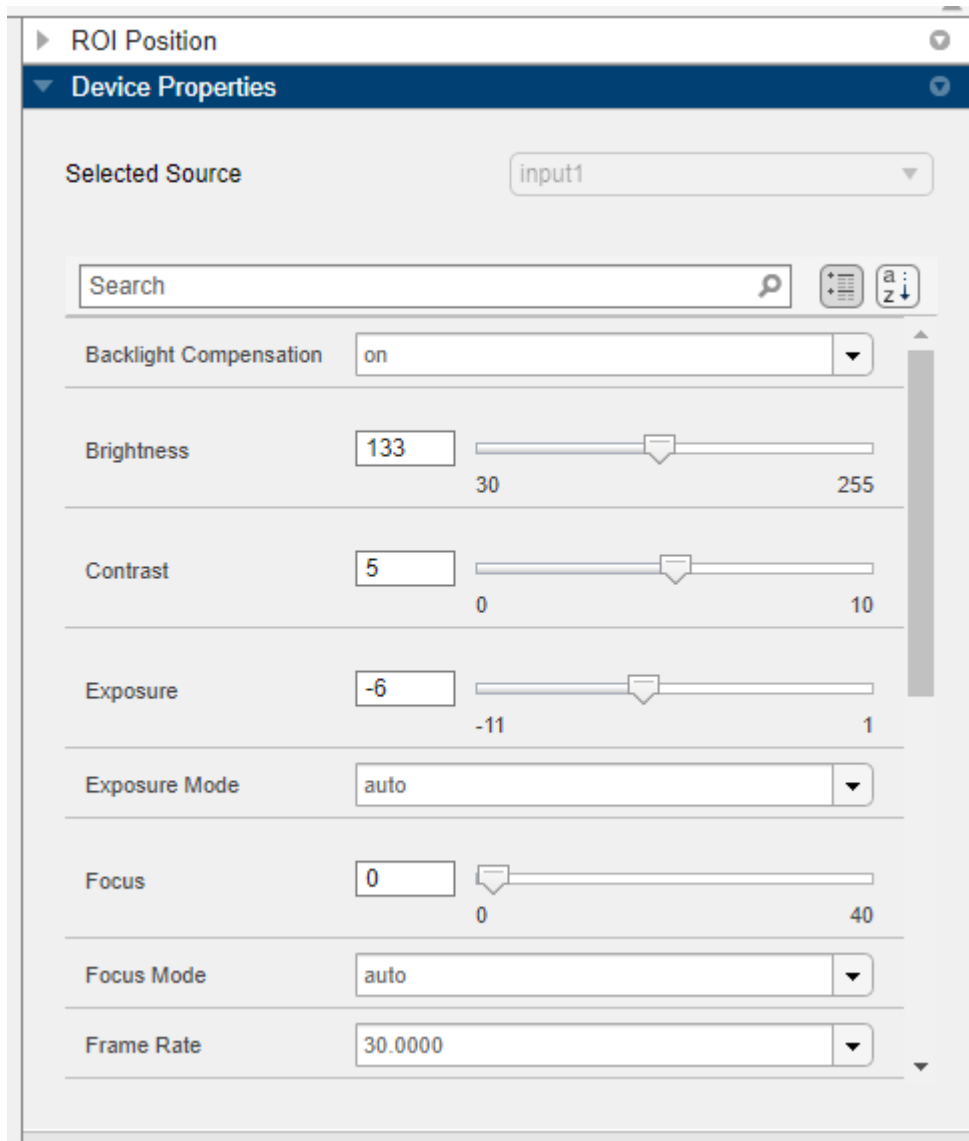 ROI Position
Device Properties
Selected Source input1
Search a z
Backlight Compensation on
Brightness 133
30 255
Contrast 5
0 10
Exposure -6
-11 1
Exposure Mode auto
Focus 0
0 40
Focus Mode auto
Frame Rate 30.0000